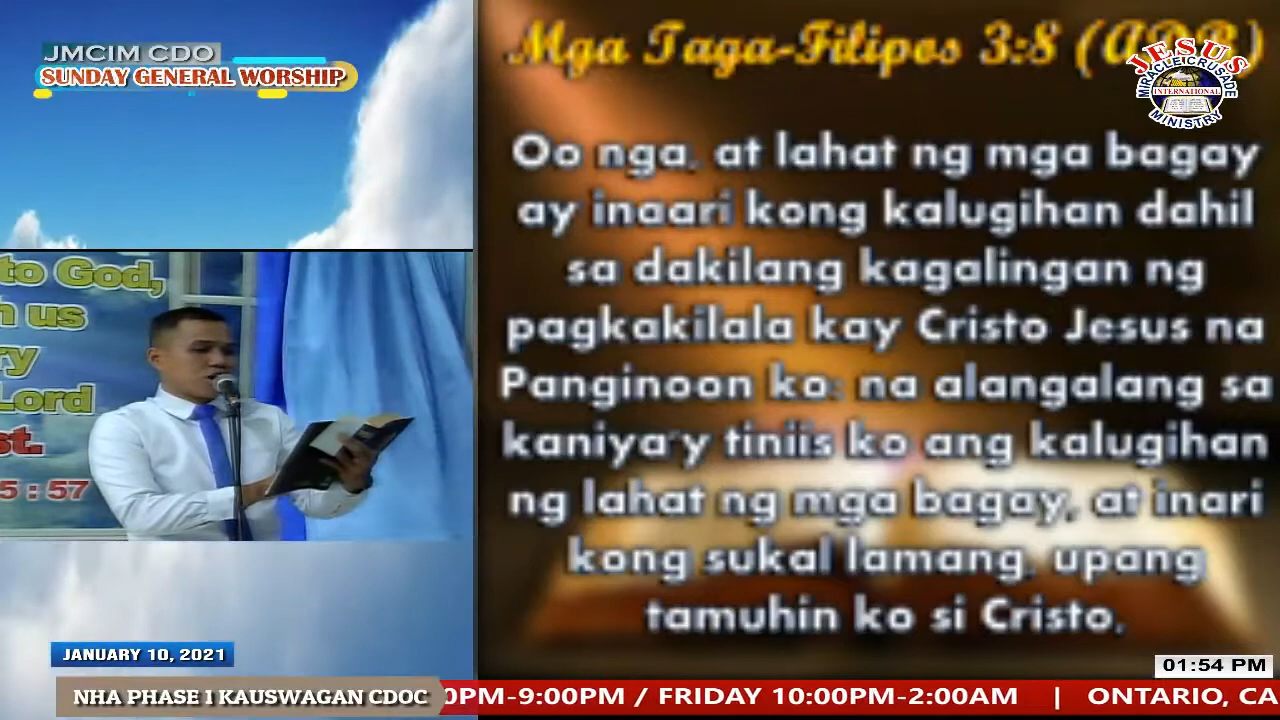 JMCIM CDO
SUNDAY GENERAL WORSHIP
Mga Taga-Filipos 3:8 (
JESUS
MIRACLE CRUSADE
INTERNATIONAL
MINISTRY
Oo nga, at lahat ng mga bagay
ay inaari kong kalugihan dahil
sa dakilang kagalingan ng
pagkakilala kay Cristo Jesus na
Panginoon ko: na alangalang sa
kaniya'y tiniis ko ang kalugihan
ng lahat ng mga bagay, at inari
kong sukal lamang, upang
tamuhin ko si Cristo,
to God,
us
Lord
5 : 57
JANUARY 10, 2021
01:54 PM
NHA PHASE 1 KAUSWAGAN CDOC
0PM-9:00PM / FRIDAY 10:00PM-2:00AM | ONTARIO, CA